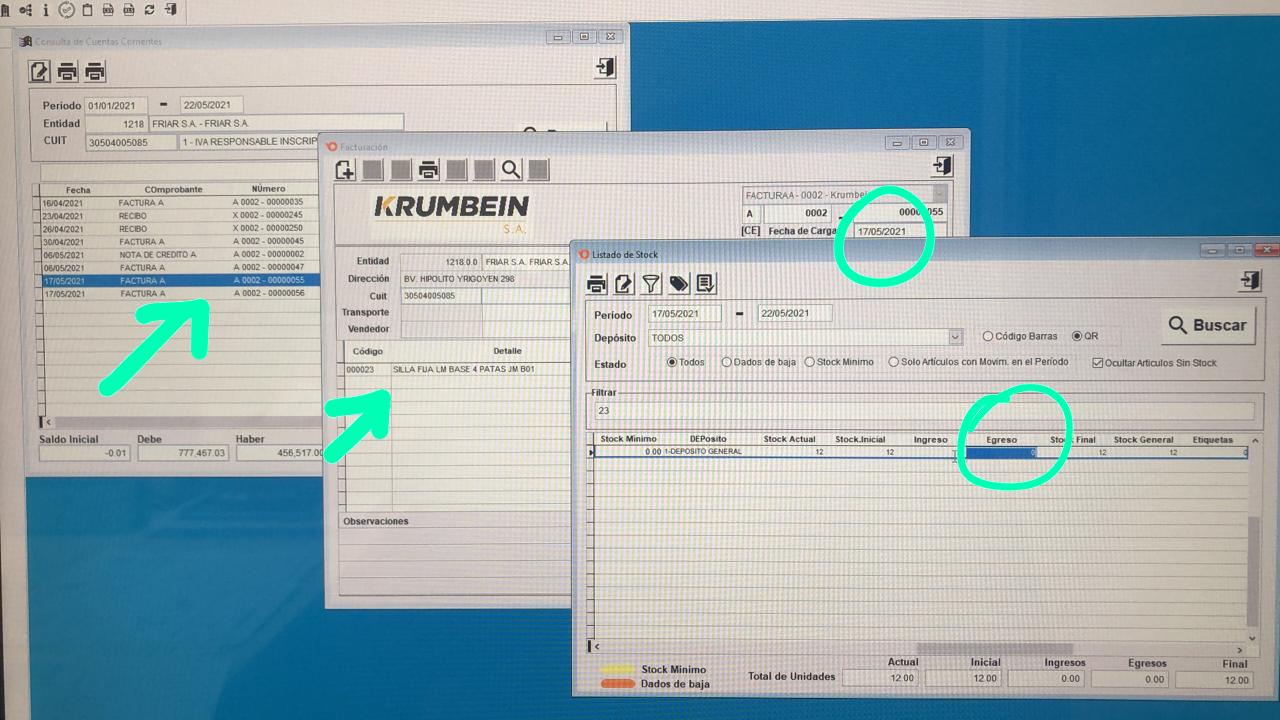 Consulta de Cuentas Corrientes
Período 01/01/2021 - 22/05/2021
Entidad 1218 FRIAR S.A. - FRIAR S.A.
CUIT 30504005085 1 - IVA RESPONSABLE INSCRIP
Fecha COmprobante NÚmero
16/04/2021 FACTURA A A 0002 - 00000035
23/04/2021 RECIBO X 0002 - 00000245
26/04/2021 RECIBO X 0002 - 00000250
30/04/2021 FACTURA A A 0002 - 00000045
06/05/2021 NOTA DE CREDITO A A 0002 - 00000002
06/05/2021 FACTURA A A 0002 - 00000047
17/05/2021 FACTURA A A 0002 - 00000055
17/05/2021 FACTURA A A 0002 - 00000056
Saldo Inicial Debe Haber
-0.01 777,467.03 456,517.00
Facturación
KRUMBEIN
S.A.
FACTURAA - 0002 - Krumbei
A 0002 - 00000055
[CE] Fecha de Carga 17/05/2021
Entidad 1218.0.0 FRIAR S.A. FRIAR S.A.
Dirección BV. HIPOLITO YRIGOYEN 298
Cuit 30504005085
Transporte
Vendedor
Código Detalle
000023 SILLA FIJA LM BASE 4 PATAS JM B01
Observaciones
Listado de Stock
Período 17/05/2021 - 22/05/2021
Buscar
Depósito TODOS Código Barras QR
Estado Todos Dados de baja Stock Minimo Solo Artículos con Movim. en el Período Ocultar Articulos Sin Stock
Filtrar
23
Stock Minimo DEPosito Stock Actual Stock.Inicial Ingreso Egreso Stock Final Stock General Etiquetas
0.00 1-DEPOSITO GENERAL 12 12 0 12 12 0
Stock Minimo
Dados de baja
Total de Unidades
Actual Inicial Ingresos Egresos Final
12.00 12.00 0.00 0.00 12.00